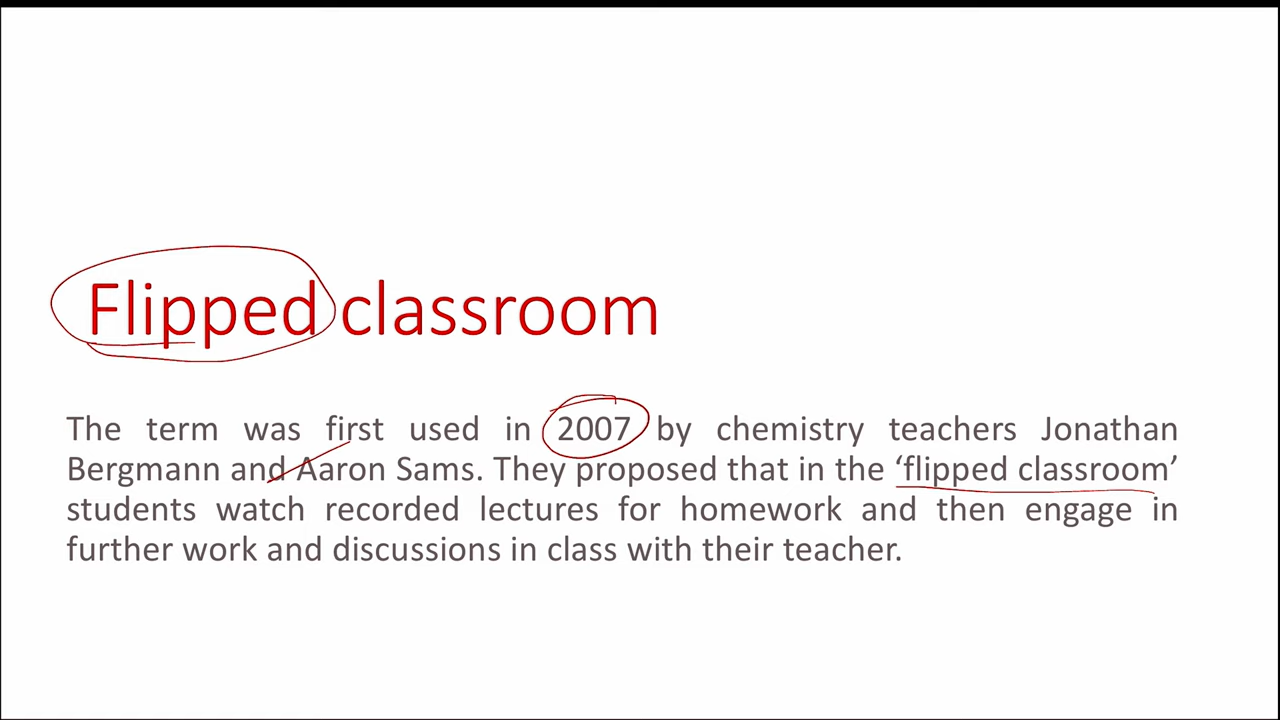 Flipped classroom
The term was first used in 2007 by chemistry teachers Jonathan
Bergmann and Aaron Sams. They proposed that in the ‘flipped classroom’
students watch recorded lectures for homework and then engage in
further work and discussions in class with their teacher.